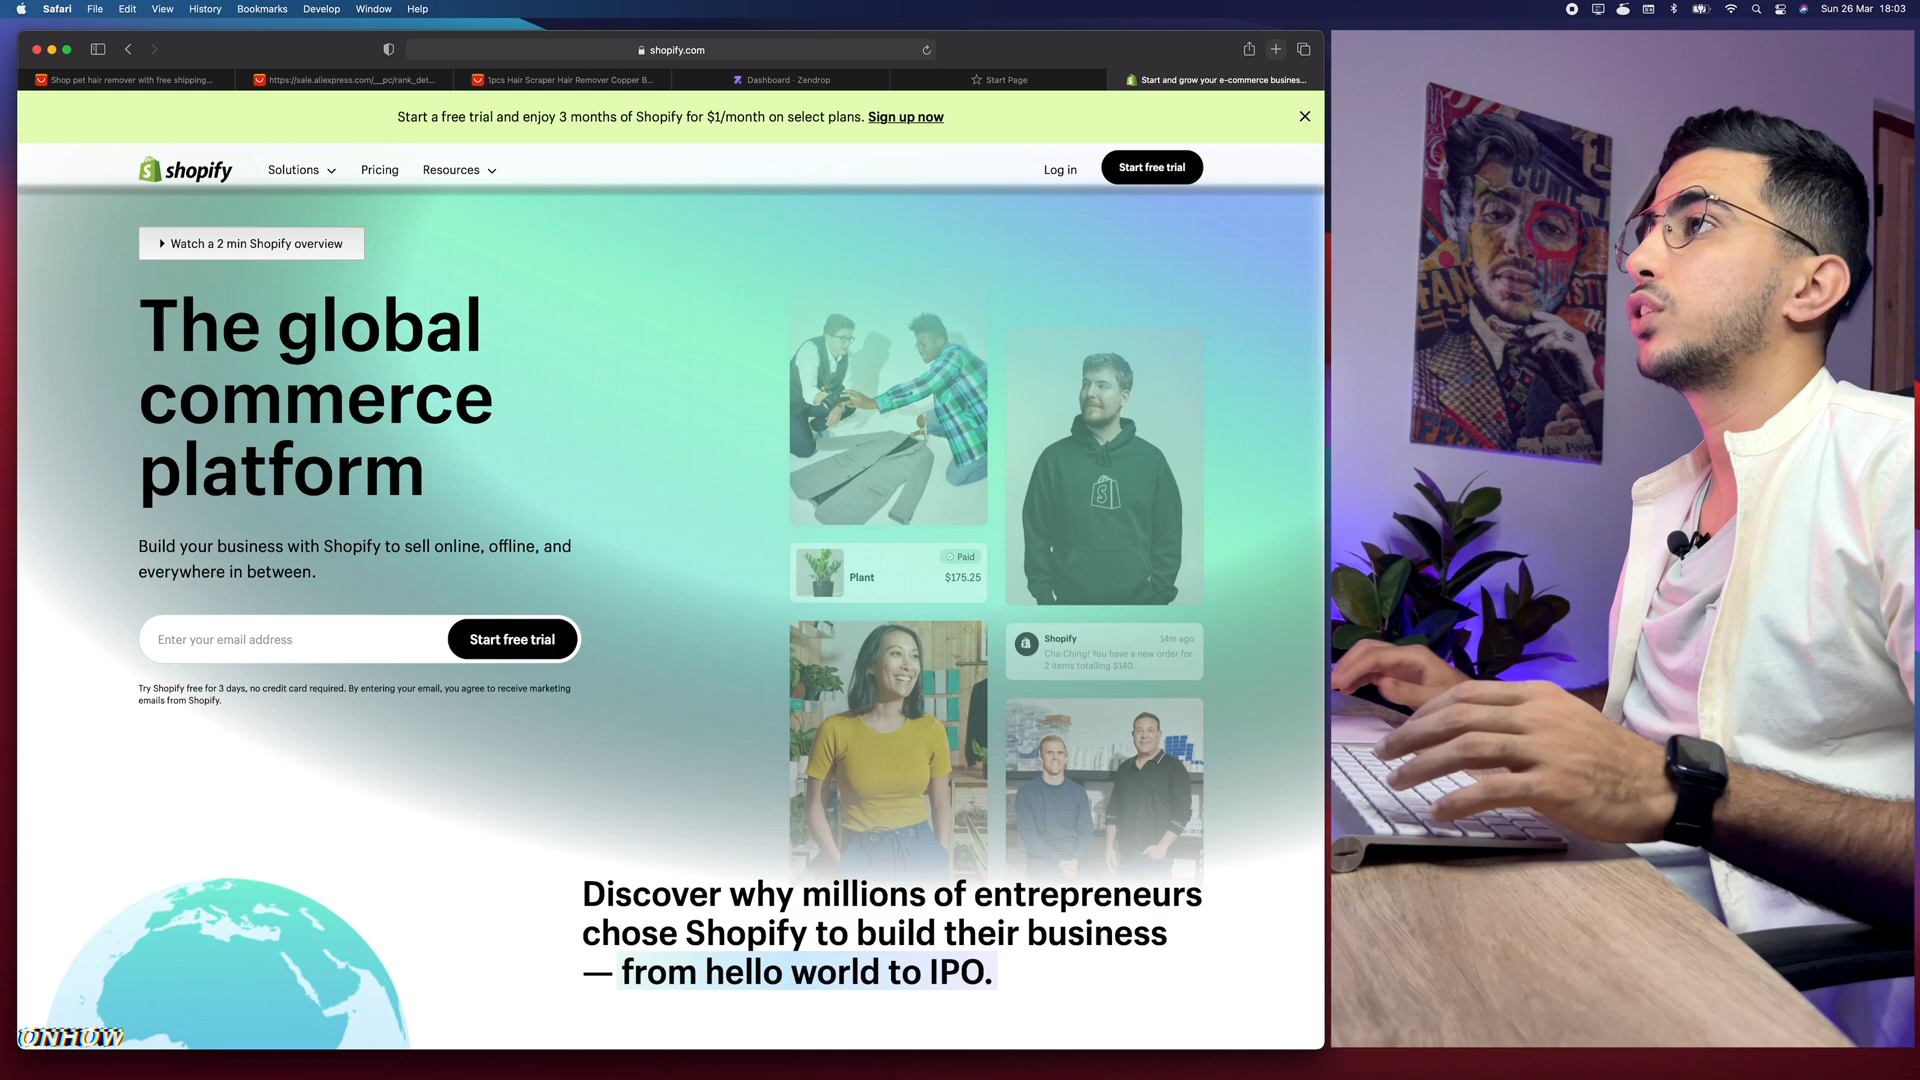 Safari File Edit View History Bookmarks Develop Window Help
Sun 26 Mar 18:03
shopify.com
Shop pet hair remover with free shipping...
https://sale.aliexpress.com/__pc/rank_det...
1pcs Hair Scraper Hair Remover Copper B...
Dashboard · Zendrop
Start Page
Start and grow your e-commerce busines...
Start a free trial and enjoy 3 months of Shopify for $1/month on select plans. Sign up now
shopify
Solutions
Pricing
Resources
Log in
Start free trial
Watch a 2 min Shopify overview
The global
commerce
platform
Build your business with Shopify to sell online, offline, and
everywhere in between.
Enter your email address
Start free trial
Try Shopify free for 3 days, no credit card required. By entering your email, you agree to receive marketing
emails from Shopify.
Paid
Plant
$175.25
Shopify
14m ago
Cha-Ching! You have a new order for
2 items totalling $140.
Discover why millions of entrepreneurs
chose Shopify to build their business
— from hello world to IPO.
ONHOW
to the People